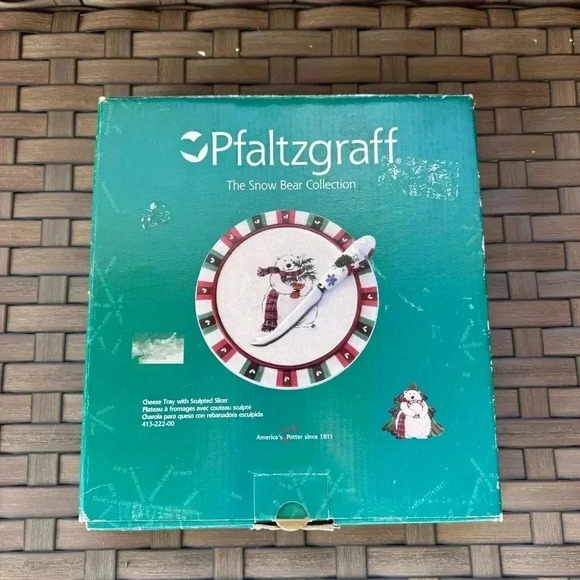 Pfaltzgraff®
The Snow Bear Collection
Cheese Tray with Sculpted Slicer
Plateau à fromages avec couteau sculpté
Charola para queso con rebanadora esculpida
413-222-00
America's Potter since 1811